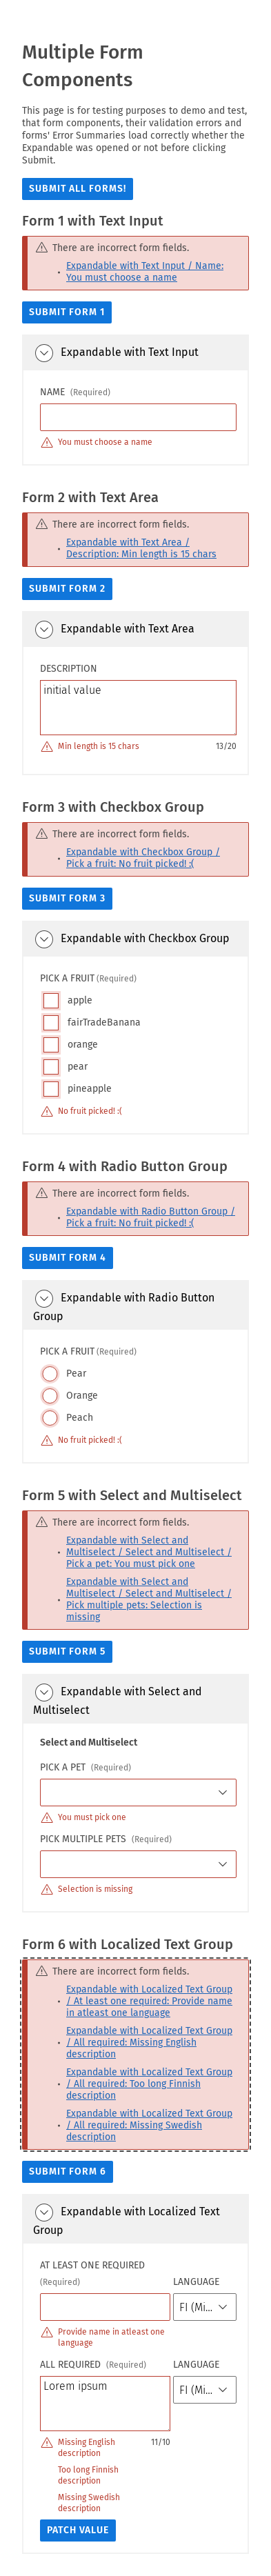 Multiple Form
Components
This page is for testing purposes to demo and test,
that form components, their validation errors and
forms' Error Summaries load correctly whether the
Expandable was opened or not before clicking
Submit.
SUBMIT ALL FORMS!
Form 1 with Text Input
There are incorrect form fields.
Expandable with Text Input / Name:
You must choose a name
SUBMIT FORM 1
Expandable with Text Input
NAME (Required)
You must choose a name
Form 2 with Text Area
There are incorrect form fields.
Expandable with Text Area /
Description: Min length is 15 chars
SUBMIT FORM 2
Expandable with Text Area
DESCRIPTION
initial value
Min length is 15 chars 13/20
Form 3 with Checkbox Group
There are incorrect form fields.
Expandable with Checkbox Group /
Pick a fruit: No fruit picked! :(
SUBMIT FORM 3
Expandable with Checkbox Group
PICK A FRUIT (Required)
apple
fairTradeBanana
orange
pear
pineapple
No fruit picked! :(
Form 4 with Radio Button Group
There are incorrect form fields.
Expandable with Radio Button Group /
Pick a fruit: No fruit picked! :(
SUBMIT FORM 4
Expandable with Radio Button
Group
PICK A FRUIT (Required)
Pear
Orange
Peach
No fruit picked! :(
Form 5 with Select and Multiselect
There are incorrect form fields.
Expandable with Select and
Multiselect / Select and Multiselect /
Pick a pet: You must pick one
Expandable with Select and
Multiselect / Select and Multiselect /
Pick multiple pets: Selection is
missing
SUBMIT FORM 5
Expandable with Select and
Multiselect
Select and Multiselect
PICK A PET (Required)
You must pick one
PICK MULTIPLE PETS (Required)
Selection is missing
Form 6 with Localized Text Group
There are incorrect form fields.
Expandable with Localized Text Group
/ At least one required: Provide name
in atleast one language
Expandable with Localized Text Group
/ All required: Missing English
description
Expandable with Localized Text Group
/ All required: Too long Finnish
description
Expandable with Localized Text Group
/ All required: Missing Swedish
description
SUBMIT FORM 6
Expandable with Localized Text
Group
AT LEAST ONE REQUIRED
(Required) LANGUAGE
FI (Mi...
Provide name in atleast one
language
ALL REQUIRED (Required) LANGUAGE
Lorem ipsum FI (Mi...
Missing English 11/10
description
Too long Finnish
description
Missing Swedish
description
PATCH VALUE